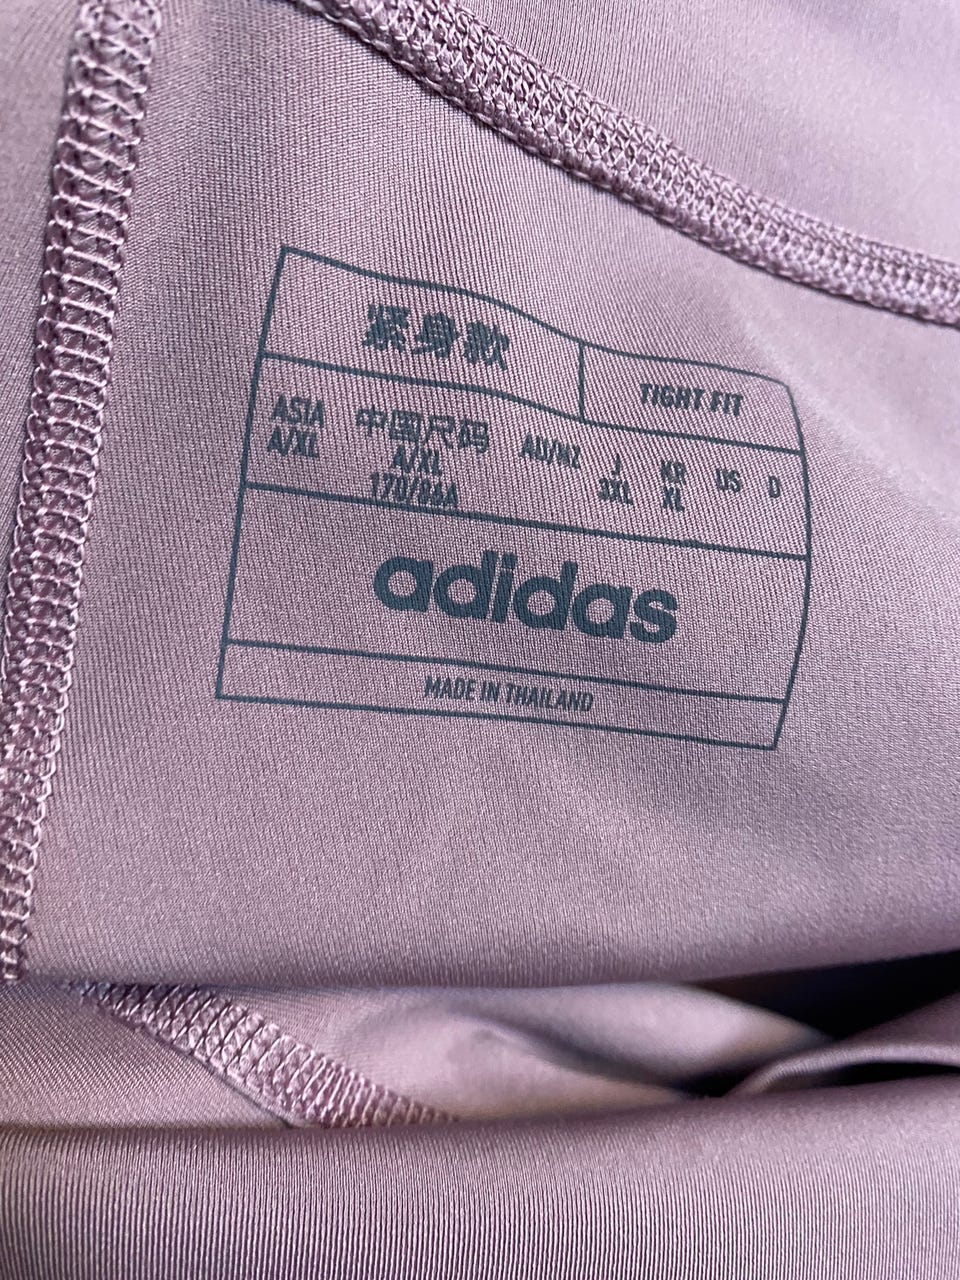 紧身款 TIGHT FIT
ASIA 中国尺码 AU/NZ J KR US D
A/XL A/XL 3XL XL
170/86A
adidas
MADE IN THAILAND